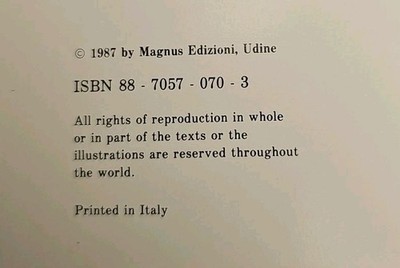 © 1987 by Magnus Edizioni, Udine
ISBN 88 - 7057 - 070 - 3
All rights of reproduction in whole
or in part of the texts or the
illustrations are reserved throughout
the world.
Printed in Italy